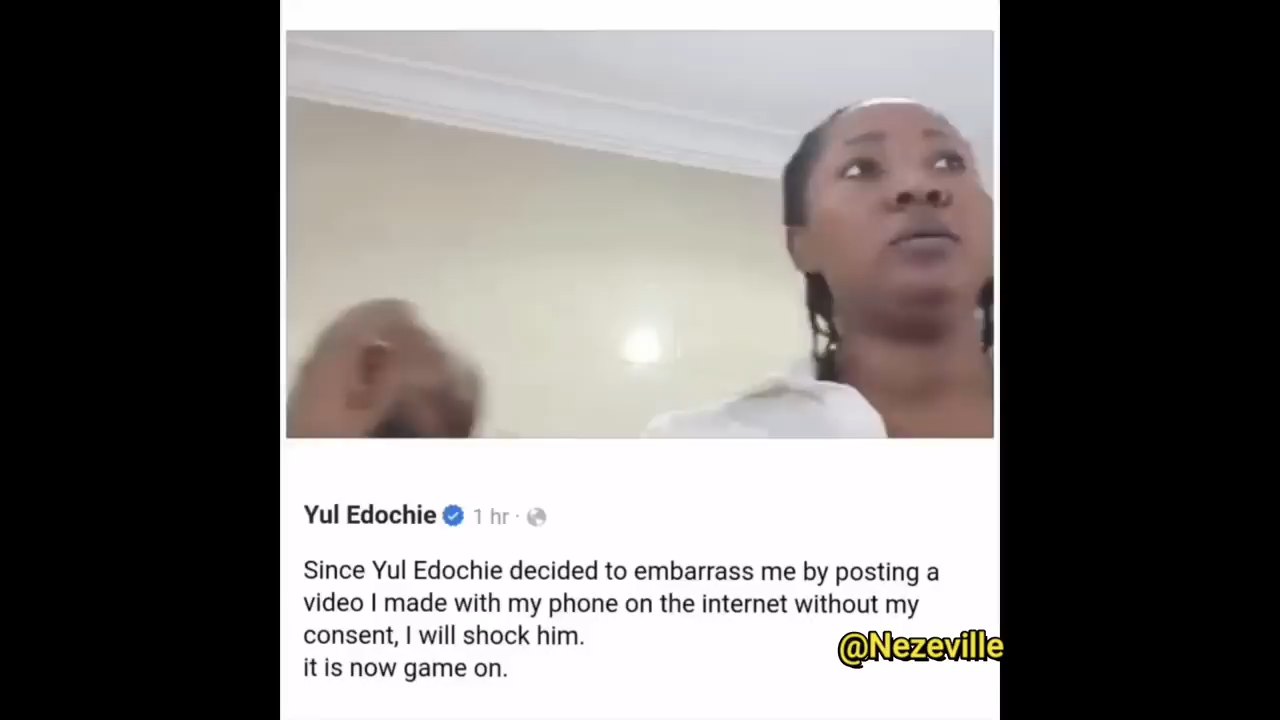 Yul Edochie 1 hr ·
Since Yul Edochie decided to embarrass me by posting a
video I made with my phone on the internet without my
consent, I will shock him.
it is now game on.
@Nezeville